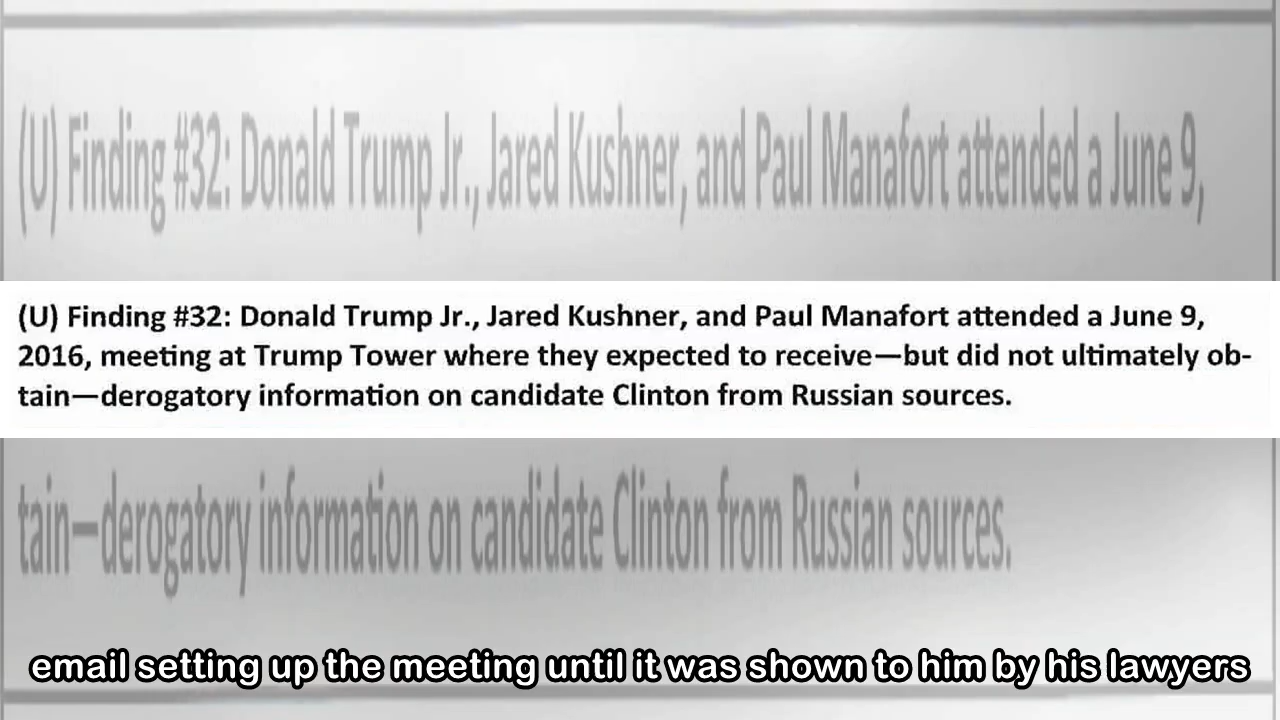 (U) Finding #32: Donald Trump Jr., Jared Kushner, and Paul Manafort attended a June 9,
(U) Finding #32: Donald Trump Jr., Jared Kushner, and Paul Manafort attended a June 9,
2016, meeting at Trump Tower where they expected to receive—but did not ultimately ob-
tain—derogatory information on candidate Clinton from Russian sources.
tain—derogatory information on candidate Clinton from Russian sources.
email setting up the meeting until it was shown to him by his lawyers